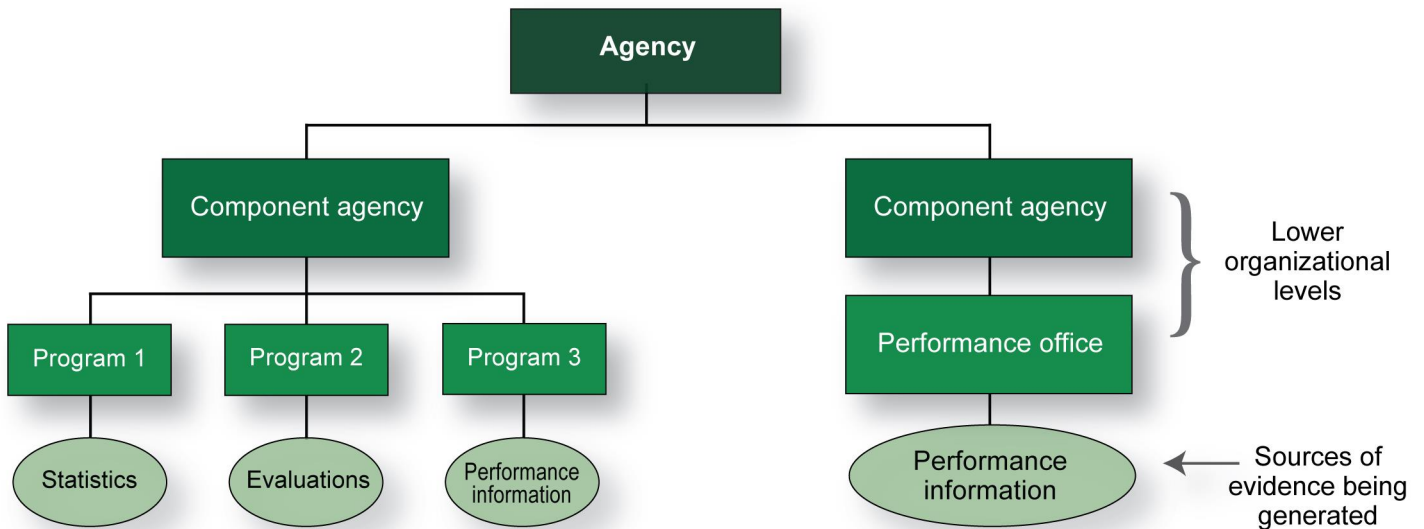 Agency
Component agency
Component agency
Lower
organizational
levels
Program 1
Program 2
Program 3
Performance office
Statistics
Evaluations
Performance
information
Performance
information
Sources of
evidence being
generated